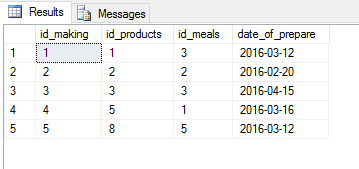 Results Messages
id_making id_products id_meals date_of_prepare
1 1 1 3 2016-03-12
2 2 2 2 2016-02-20
3 3 3 3 2016-04-15
4 4 5 1 2016-03-16
5 5 8 5 2016-03-12